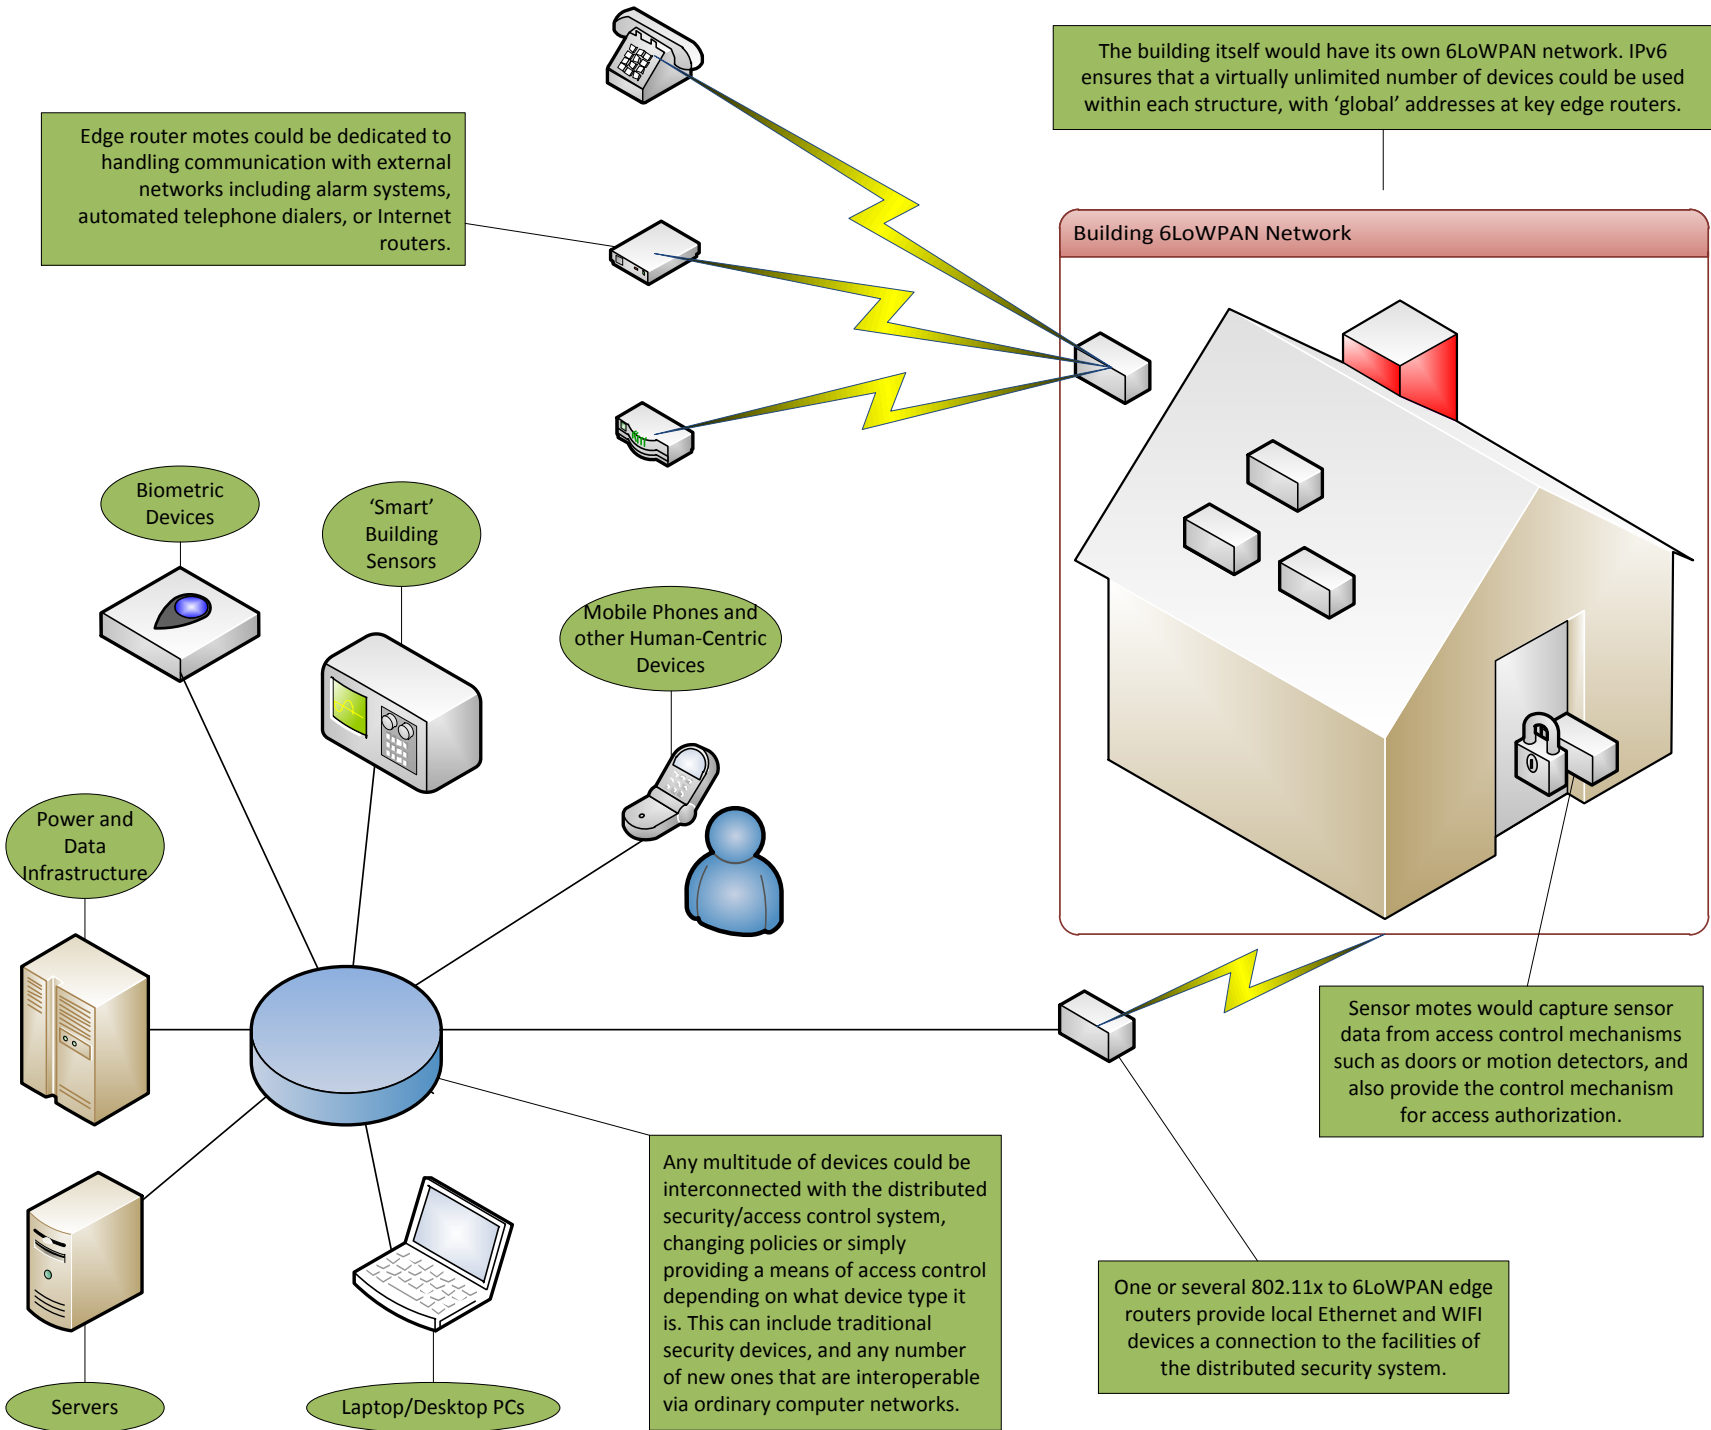 The building itself would have its own 6LoWPAN network. IPv6
ensures that a virtually unlimited number of devices could be used
within each structure, with ‘global’ addresses at key edge routers.
Edge router motes could be dedicated to
handling communication with external
networks including alarm systems,
automated telephone dialers, or Internet
routers.
Building 6LoWPAN Network
Biometric
Devices
‘Smart’
Building
Sensors
Mobile Phones and
other Human-Centric
Devices
Power and
Data
Infrastructure
Sensor motes would capture sensor
data from access control mechanisms
such as doors or motion detectors, and
also provide the control mechanism
for access authorization.
Any multitude of devices could be
interconnected with the distributed
security/access control system,
changing policies or simply
providing a means of access control
depending on what device type it
is. This can include traditional
security devices, and any number
of new ones that are interoperable
via ordinary computer networks.
One or several 802.11x to 6LoWPAN edge
routers provide local Ethernet and WIFI
devices a connection to the facilities of
the distributed security system.
Servers
Laptop/Desktop PCs